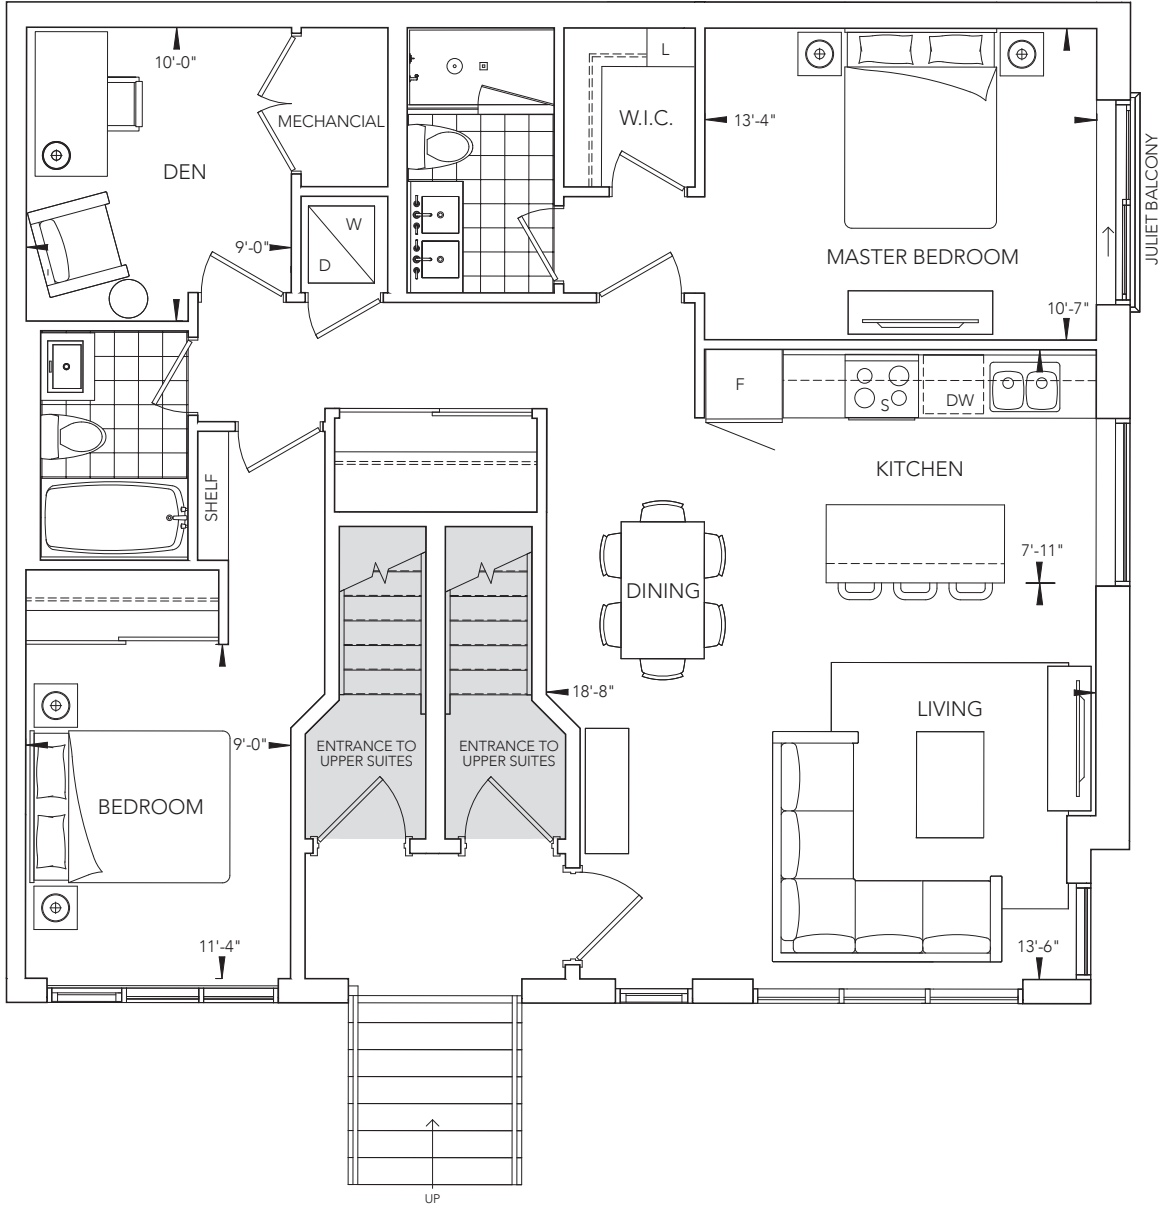 10'-0"
MECHANCIAL
DEN
9'-0"
W
D
L
W.I.C.
13'-4"
MASTER BEDROOM
JULIET BALCONY
10'-7"
F
S
DW
KITCHEN
7'-11"
SHELF
DINING
18'-8"
LIVING
ENTRANCE TO
UPPER SUITES
ENTRANCE TO
UPPER SUITES
9'-0"
BEDROOM
11'-4"
13'-6"
UP